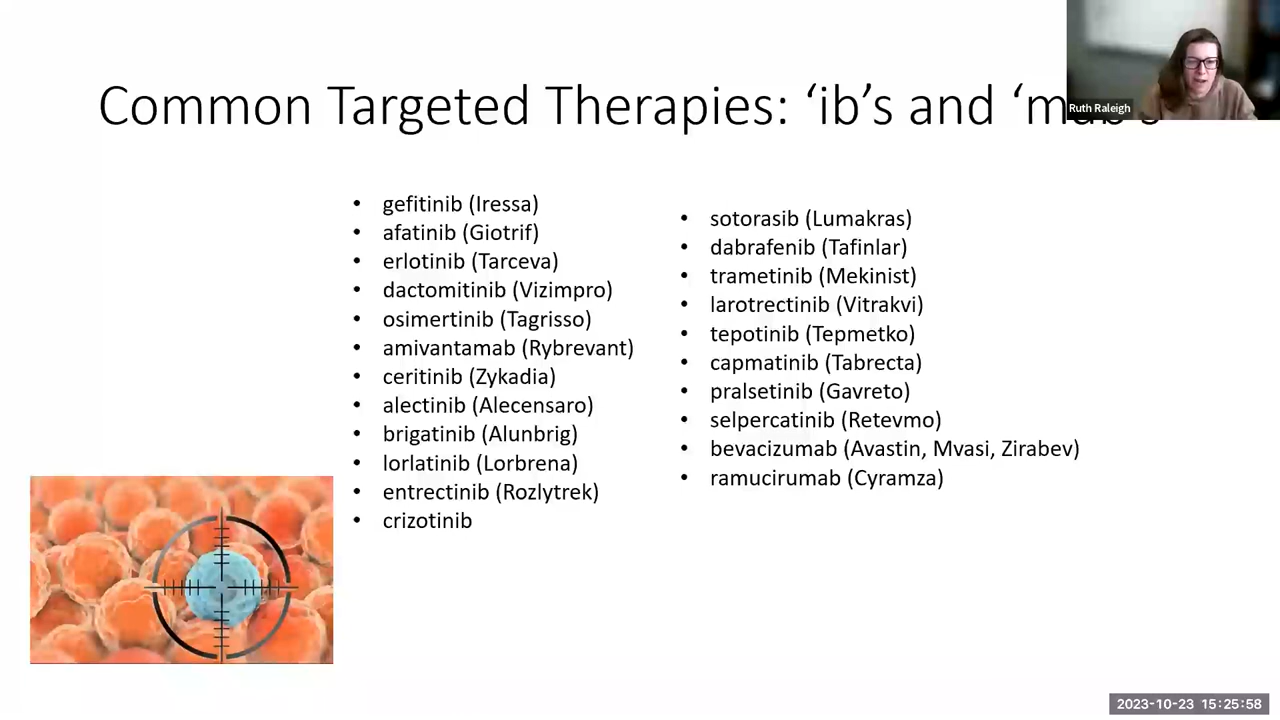 Common Targeted Therapies: ‘ib’s and
Ruth Raleigh
• gefitinib (Iressa)
• afatinib (Giotrif)
• erlotinib (Tarceva)
• dactomitinib (Vizimpro)
• osimertinib (Tagrisso)
• amivantamab (Rybrevant)
• ceritinib (Zykadia)
• alectinib (Alecensaro)
• brigatinib (Alunbrig)
• lorlatinib (Lorbrena)
• entrectinib (Rozlytrek)
• crizotinib
• sotorasib (Lumakras)
• dabrafenib (Tafinlar)
• trametinib (Mekinist)
• larotrectinib (Vitrakvi)
• tepotinib (Tepmetko)
• capmatinib (Tabrecta)
• pralsetinib (Gavreto)
• selpercatinib (Retevmo)
• bevacizumab (Avastin, Mvasi, Zirabev)
• ramucirumab (Cyramza)
2023-10-23 15:25:58